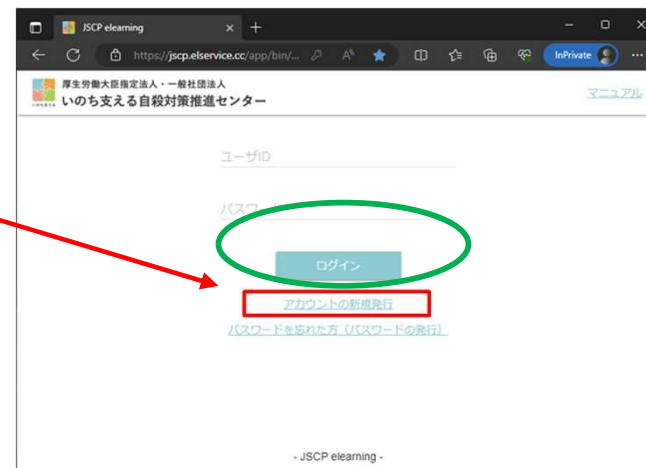 JSCP elearning
https://jscp.elservice.cc/app/bin/...
InPrivate
厚生労働大臣指定法人・一般社団法人
いのち支える自殺対策推進センター
マニュアル
ユーザID
パスワード
ログイン
アカウントの新規発行
パスワードを忘れた方（パスワードの発行）
- JSCP elearning -